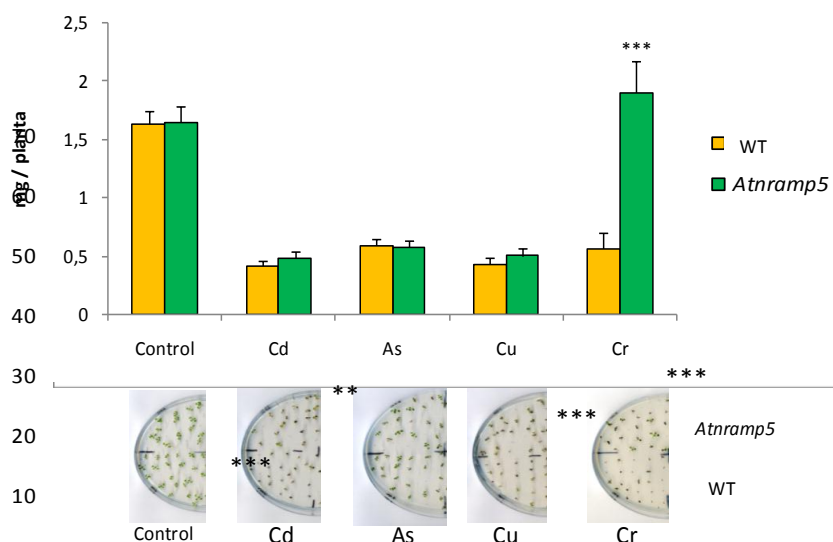 2,5
2
1,5
1
0,5
0
mg / planta
***
WT
Atnramp5
Control Cd As Cu Cr
50
40
30
20
10
***
**
***
***
Atnramp5
WT
Control Cd As Cu Cr